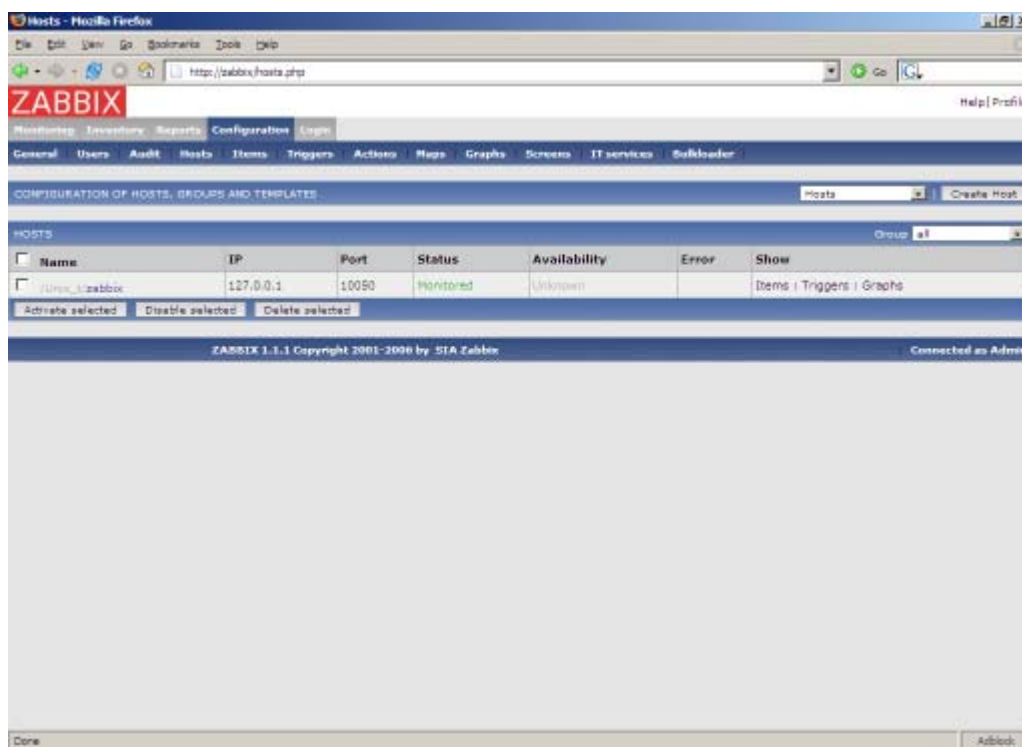 Hosts - Mozilla Firefox
File Edit View Go Bookmarks Tools Help
http://zabbix/hosts.php Go
ZABBIX
Help | Profil
Monitoring Inventory Reports Configuration Login
General Users Audit Hosts Items Triggers Actions Maps Graphs Screens IT services Bulkloader
CONFIGURATION OF HOSTS, GROUPS AND TEMPLATES Hosts Create Host
HOSTS Group all
Name IP Port Status Availability Error Show
zabbix 127.0.0.1 10050 Monitored Unknown Items | Triggers | Graphs
Activate selected Disable selected Delete selected
ZABBIX 1.1.1 Copyright 2001-2006 by SIA Zabbix Connected as Admi
Done Adblock